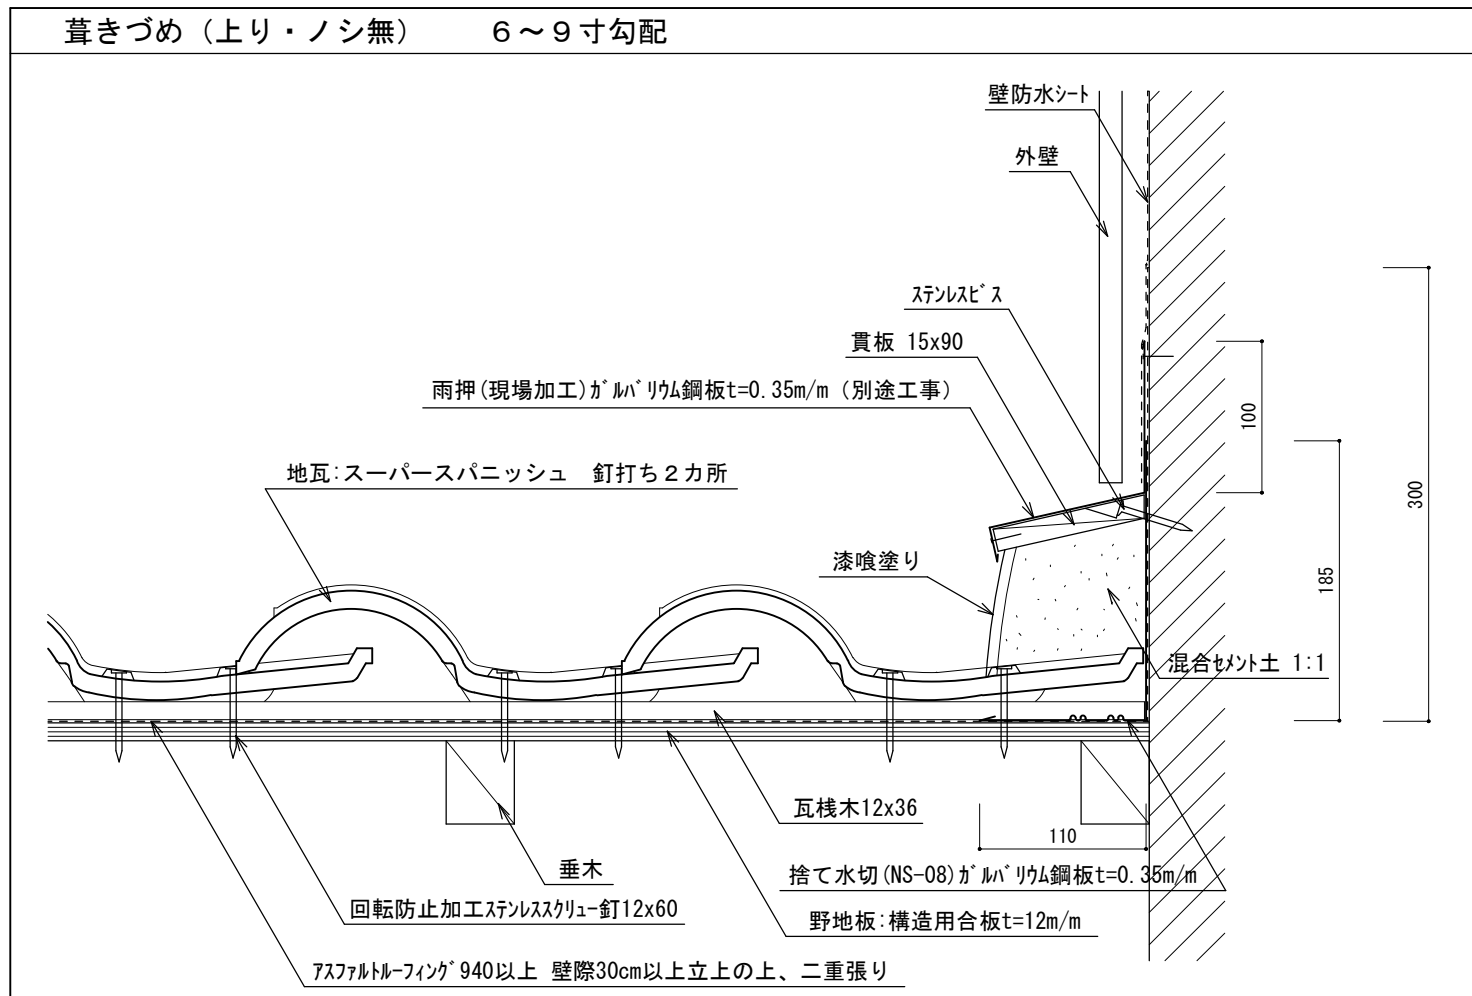 葺きづめ（上り・ノシ無） ６～９寸勾配
壁防水ｼｰﾄ
外壁
ｽﾃﾝﾚｽﾋﾞｽ
貫板 15x90
雨押(現場加工)ｶﾞﾙﾊﾞﾘｳﾑ鋼板t=0.35m/m（別途工事）
地瓦:スーパースパニッシュ 釘打ち２カ所
漆喰塗り
混合ｾﾒﾝﾄ土 1:1
100
185
300
110
瓦桟木12x36
垂木
捨て水切(NS-08)ｶﾞﾙﾊﾞﾘｳﾑ鋼板t=0.35m/m
回転防止加工ｽﾃﾝﾚｽｽｸﾘｭｰ釘12x60
野地板:構造用合板t=12m/m
ｱｽﾌｧﾙﾄﾙｰﾌｨﾝｸﾞ940以上 壁際30cm以上立上の上、二重張り